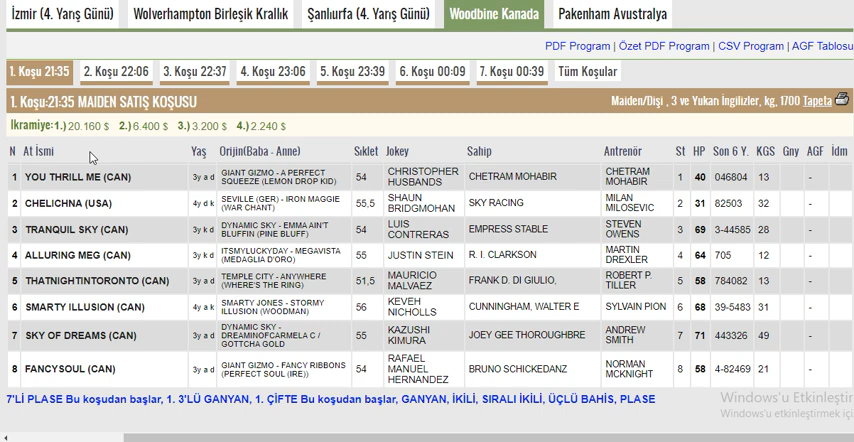 İzmir (4. Yarış Günü) Wolverhampton Birleşik Krallık Şanlıurfa (4. Yarış Günü) Woodbine Kanada Pakenham Avustralya
PDF Program | Özet PDF Program | CSV Program | AGF Tablosu
1. Koşu 21:35 2. Koşu 22:06 3. Koşu 22:37 4. Koşu 23:06 5. Koşu 23:39 6. Koşu 00:09 7. Koşu 00:39 Tüm Koşular
1. Koşu:21:35 MAIDEN SATIŞ KOŞUSU Maiden/Dişi , 3 ve Yukarı İngilizler, kg, 1700 Tapeta
İkramiye: 1.) 20.160 $ 2.) 6.400 $ 3.) 3.200 $ 4.) 2.240 $
N At İsmi Yaş Orijin(Baba - Anne) Sıklet Jokey Sahip Antrenör St HP Son 6 Y. KGS Gny AGF İdm
1 YOU THRILL ME (CAN) 3y a d GIANT GIZMO - A PERFECT SQUEEZE (LEMON DROP KID) 54 CHRISTOPHER HUSBANDS CHETRAM MOHABIR CHETRAM MOHABIR 1 40 046804 13 -
2 CHELICHNA (USA) 4y d k SEVILLE (GER) - IRON MAGGIE (WAR CHANT) 55,5 SHAUN BRIDGMOHAN SKY RACING MILAN MILOSEVIC 2 31 82503 32 -
3 TRANQUIL SKY (CAN) 3y k d DYNAMIC SKY - EMMA AIN'T BLUFFIN (PINE BLUFF) 54 LUIS CONTRERAS EMPRESS STABLE STEVEN OWENS 3 69 3-44585 28 -
4 ALLURING MEG (CAN) 3y k d ITSMYLUCKYDAY - MEGAVISTA (MEDAGLIA D'ORO) 55 JUSTIN STEIN R. I. CLARKSON MARTIN DREXLER 4 64 705 12 -
5 THATNIGHTINTORONTO (CAN) 3y a d TEMPLE CITY - ANYWHERE (WHERE'S THE RING) 51,5 MAURICIO MALVAEZ FRANK D. DI GIULIO, ROBERT P. TILLER 5 58 784082 13 -
6 SMARTY ILLUSION (CAN) 4y a k SMARTY JONES - STORMY ILLUSION (WOODMAN) 56 KEVEH NICHOLLS CUNNINGHAM, WALTER E SYLVAIN PION 6 68 39-5483 31 -
7 SKY OF DREAMS (CAN) 3y a d DYNAMIC SKY - DREAMINOFCARMELA C / GOTTCHA GOLD 55 KAZUSHI KIMURA JOEY GEE THOROUGHBRE ANDREW SMITH 7 71 443326 49 -
8 FANCYSOUL (CAN) 3y a d GIANT GIZMO - FANCY RIBBONS (PERFECT SOUL (IRE)) 54 RAFAEL MANUEL HERNANDEZ BRUNO SCHICKEDANZ NORMAN MCKNIGHT 8 58 4-82469 21 -
7'Lİ PLASE Bu koşudan başlar, 1. 3'LÜ GANYAN, 1. ÇİFTE Bu koşudan başlar, GANYAN, İKİLİ, SIRALI İKİLİ, ÜÇLÜ BAHİS, PLASE
Windows'u Etkinleştir
Windows'u etkinleştirmek içi